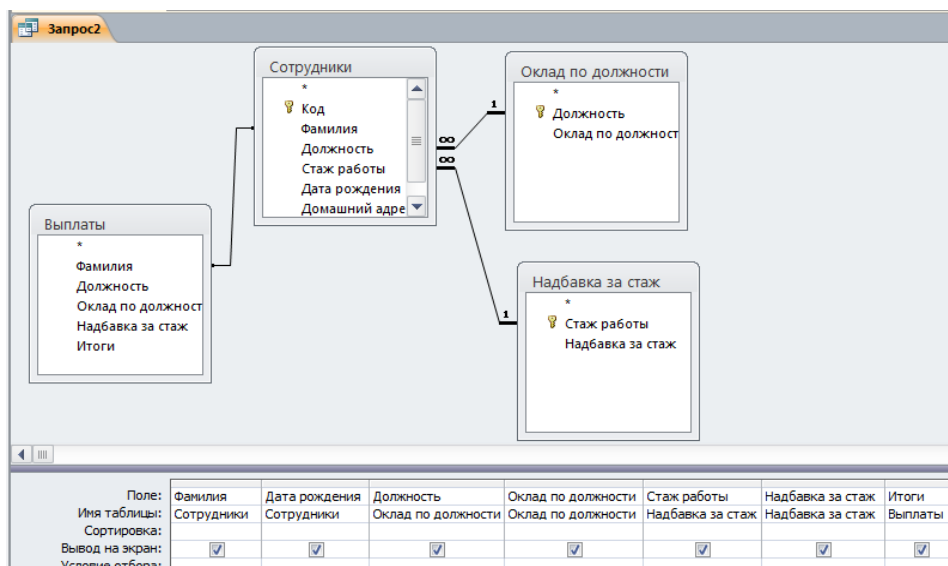 Запрос2
Сотрудники
*
Код
Фамилия
Должность
Стаж работы
Дата рождения
Домашний адре
Оклад по должности
*
Должность
Оклад по должност
1
∞
∞
1
Выплаты
*
Фамилия
Должность
Оклад по должност
Надбавка за стаж
Итоги
Надбавка за стаж
*
Стаж работы
Надбавка за стаж
Поле: Фамилия Дата рождения Должность Оклад по должности Стаж работы Надбавка за стаж Итоги
Имя таблицы: Сотрудники Сотрудники Оклад по должности Оклад по должности Надбавка за стаж Надбавка за стаж Выплаты
Сортировка:
Вывод на экран:
Условие отбора: